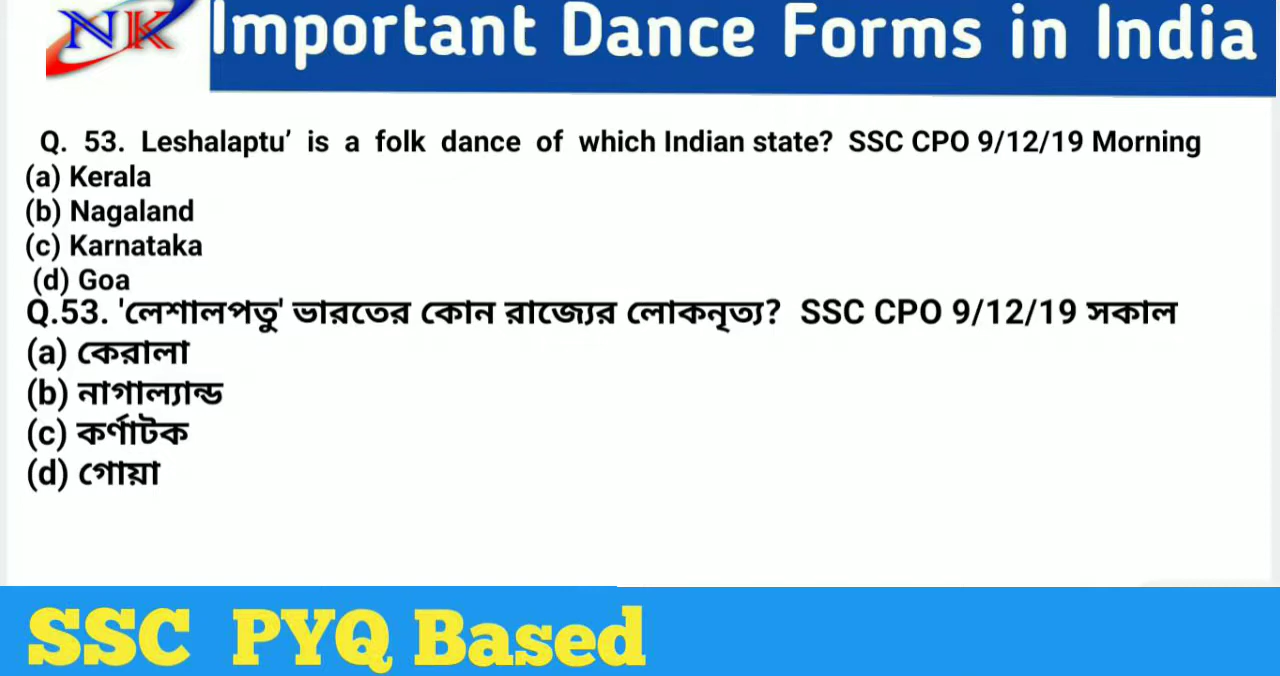 NK Important Dance Forms in India
Q. 53. Leshalaptu’ is a folk dance of which Indian state? SSC CPO 9/12/19 Morning
(a) Kerala
(b) Nagaland
(c) Karnataka
(d) Goa
Q.53. 'লেশালপতু' ভারতের কোন রাজ্যের লোকনৃত্য? SSC CPO 9/12/19 সকাল
(a) কেরালা
(b) নাগাল্যান্ড
(c) কর্ণাটক
(d) গোয়া
SSC PYQ Based